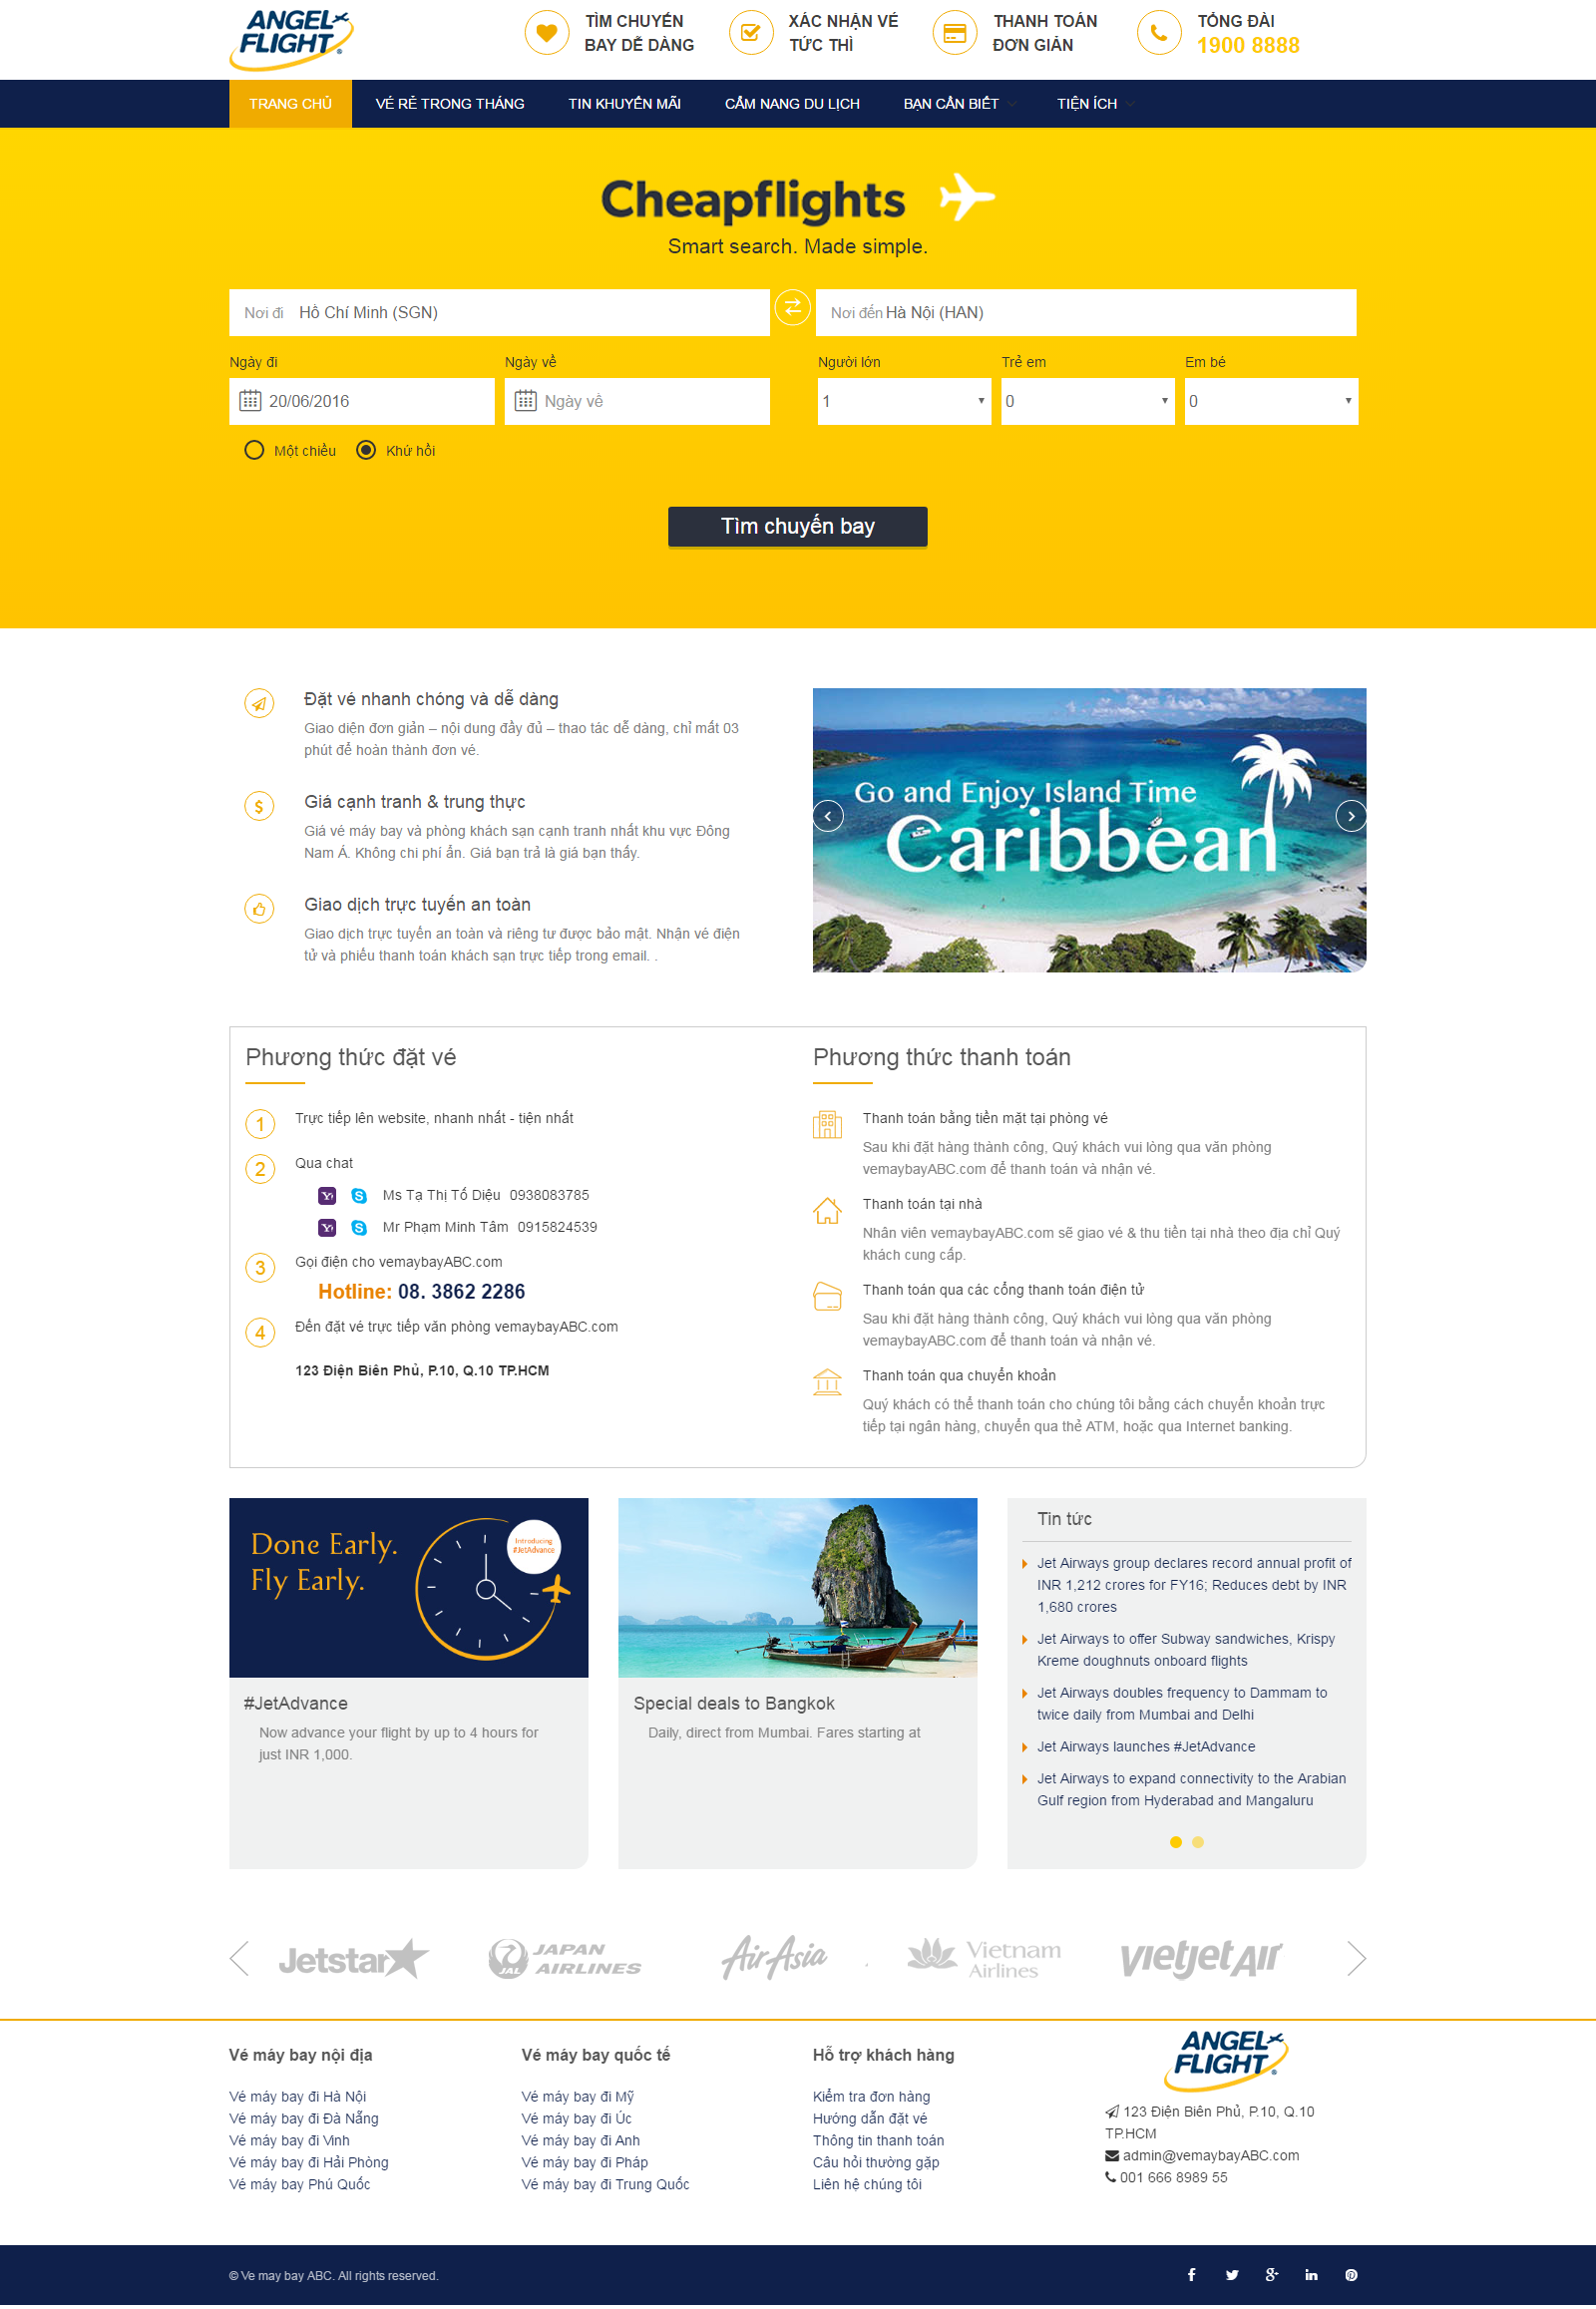 ANGEL FLIGHT
TÌM CHUYẾN
BAY DỄ DÀNG
XÁC NHẬN VÉ
TỨC THÌ
THANH TOÁN
ĐƠN GIẢN
TỔNG ĐÀI
1900 8888
TRANG CHỦ
VÉ RẺ TRONG THÁNG
TIN KHUYẾN MÃI
CẨM NANG DU LỊCH
BẠN CẦN BIẾT
TIỆN ÍCH
Cheapflights
Smart search. Made simple.
Nơi đi Hồ Chí Minh (SGN)
Nơi đến Hà Nội (HAN)
Ngày đi
Ngày về
Người lớn
Trẻ em
Em bé
20/06/2016
Ngày về
1
0
0
Một chiều
Khứ hồi
Tìm chuyến bay
Đặt vé nhanh chóng và dễ dàng
Giao diện đơn giản – nội dung đầy đủ – thao tác dễ dàng, chỉ mất 03
phút để hoàn thành đơn vé.
Giá cạnh tranh & trung thực
Giá vé máy bay và phòng khách sạn cạnh tranh nhất khu vực Đông
Nam Á. Không chi phí ẩn. Giá bạn trả là giá bạn thấy.
Giao dịch trực tuyến an toàn
Giao dịch trực tuyến an toàn và riêng tư được bảo mật. Nhận vé điện
tử và phiếu thanh toán khách sạn trực tiếp trong email. .
Go and Enjoy Island Time
Caribbean
Phương thức đặt vé
1 Trực tiếp lên website, nhanh nhất - tiện nhất
2 Qua chat
Ms Tạ Thị Tố Diệu 0938083785
Mr Phạm Minh Tâm 0915824539
3 Gọi điện cho vemaybayABC.com
Hotline: 08. 3862 2286
4 Đến đặt vé trực tiếp văn phòng vemaybayABC.com
123 Điện Biên Phủ, P.10, Q.10 TP.HCM
Phương thức thanh toán
Thanh toán bằng tiền mặt tại phòng vé
Sau khi đặt hàng thành công, Quý khách vui lòng qua văn phòng
vemaybayABC.com để thanh toán và nhận vé.
Thanh toán tại nhà
Nhân viên vemaybayABC.com sẽ giao vé & thu tiền tại nhà theo địa chỉ Quý
khách cung cấp.
Thanh toán qua các cổng thanh toán điện tử
Sau khi đặt hàng thành công, Quý khách vui lòng qua văn phòng
vemaybayABC.com để thanh toán và nhận vé.
Thanh toán qua chuyển khoản
Quý khách có thể thanh toán cho chúng tôi bằng cách chuyển khoản trực
tiếp tại ngân hàng, chuyển qua thẻ ATM, hoặc qua Internet banking.
Done Early.
Fly Early.
Introducing
#JetAdvance
#JetAdvance
Now advance your flight by up to 4 hours for
just INR 1,000.
Special deals to Bangkok
Daily, direct from Mumbai. Fares starting at
Tin tức
Jet Airways group declares record annual profit of
INR 1,212 crores for FY16; Reduces debt by INR
1,680 crores
Jet Airways to offer Subway sandwiches, Krispy
Kreme doughnuts onboard flights
Jet Airways doubles frequency to Dammam to
twice daily from Mumbai and Delhi
Jet Airways launches #JetAdvance
Jet Airways to expand connectivity to the Arabian
Gulf region from Hyderabad and Mangaluru
Jetstar
JAL
JAPAN
AIRLINES
AirAsia
Vietnam
Airlines
vietjet Air
Vé máy bay nội địa
Vé máy bay đi Hà Nội
Vé máy bay đi Đà Nẵng
Vé máy bay đi Vinh
Vé máy bay đi Hải Phòng
Vé máy bay Phú Quốc
Vé máy bay quốc tế
Vé máy bay đi Mỹ
Vé máy bay đi Úc
Vé máy bay đi Anh
Vé máy bay đi Pháp
Vé máy bay đi Trung Quốc
Hỗ trợ khách hàng
Kiểm tra đơn hàng
Hướng dẫn đặt vé
Thông tin thanh toán
Câu hỏi thường gặp
Liên hệ chúng tôi
ANGEL FLIGHT
123 Điện Biên Phủ, P.10, Q.10
TP.HCM
admin@vemaybayABC.com
001 666 8989 55
© Ve may bay ABC. All rights reserved.